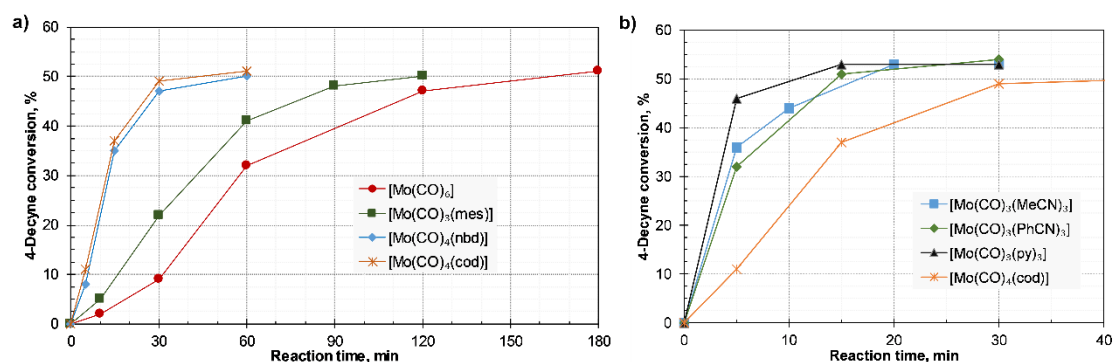 a)
4-Decyne conversion, %
60
50
40
30
20
10
0
0 30 60 90 120 150 180
Reaction time, min
[Mo(CO)₆]
[Mo(CO)₃(mes)]
[Mo(CO)₄(nbd)]
[Mo(CO)₄(cod)]
b)
4-Decyne conversion, %
60
50
40
30
20
10
0
0 10 20 30 40
Reaction time, min
[Mo(CO)₃(MeCN)₃]
[Mo(CO)₃(PhCN)₃]
[Mo(CO)₃(py)₃]
[Mo(CO)₄(cod)]